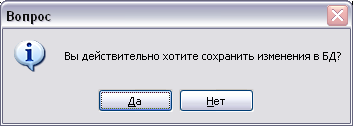 Вопрос
Вы действительно хотите сохранить изменения в БД?
Да Нет